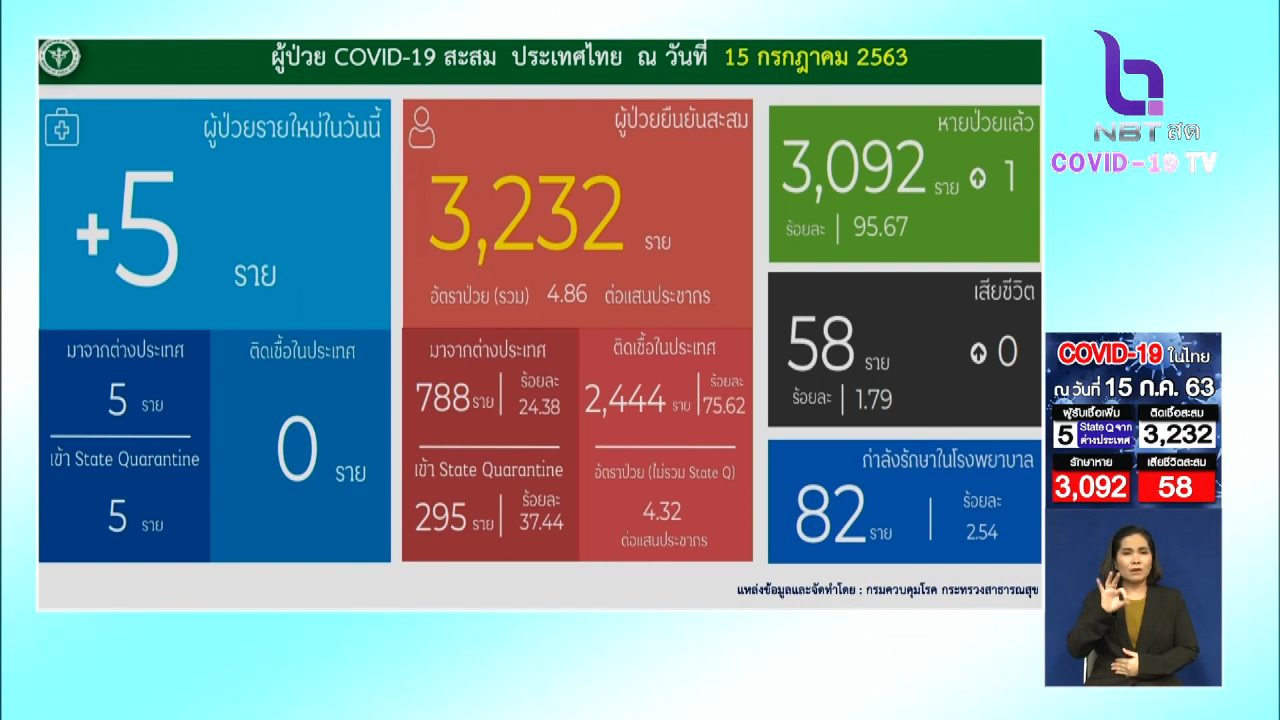 ผู้ป่วย COVID-19 สะสม ประเทศไทย ณ วันที่ 15 กรกฎาคม 2563
ผู้ป่วยรายใหม่ในวันนี้
+5 ราย
มาจากต่างประเทศ
5 ราย
เข้า State Quarantine
5 ราย
ติดเชื้อในประเทศ
0 ราย
ผู้ป่วยยืนยันสะสม
3,232 ราย
อัตราป่วย (รวม) 4.86 ต่อแสนประชากร
มาจากต่างประเทศ
788 ราย ร้อยละ 24.38
เข้า State Quarantine
295 ราย ร้อยละ 37.44
ติดเชื้อในประเทศ
2,444 ราย ร้อยละ 75.62
อัตราป่วย (ไม่รวม State Q)
4.32
ต่อแสนประชากร
หายป่วยแล้ว
3,092 ราย 1
ร้อยละ 95.67
เสียชีวิต
58 ราย 0
ร้อยละ 1.79
กำลังรักษาในโรงพยาบาล
82 ราย ร้อยละ 2.54
แหล่งข้อมูลและจัดทำโดย : กรมควบคุมโรค กระทรวงสาธารณสุข
NBT สด
COVID-19 TV
COVID-19 ในไทย
ณ วันที่ 15 ก.ค. 63
ผู้รับเชื้อเพิ่ม ติดเชื้อสะสม
5 State Q จากต่างประเทศ 3,232
รักษาหาย เสียชีวิตสะสม
3,092 58